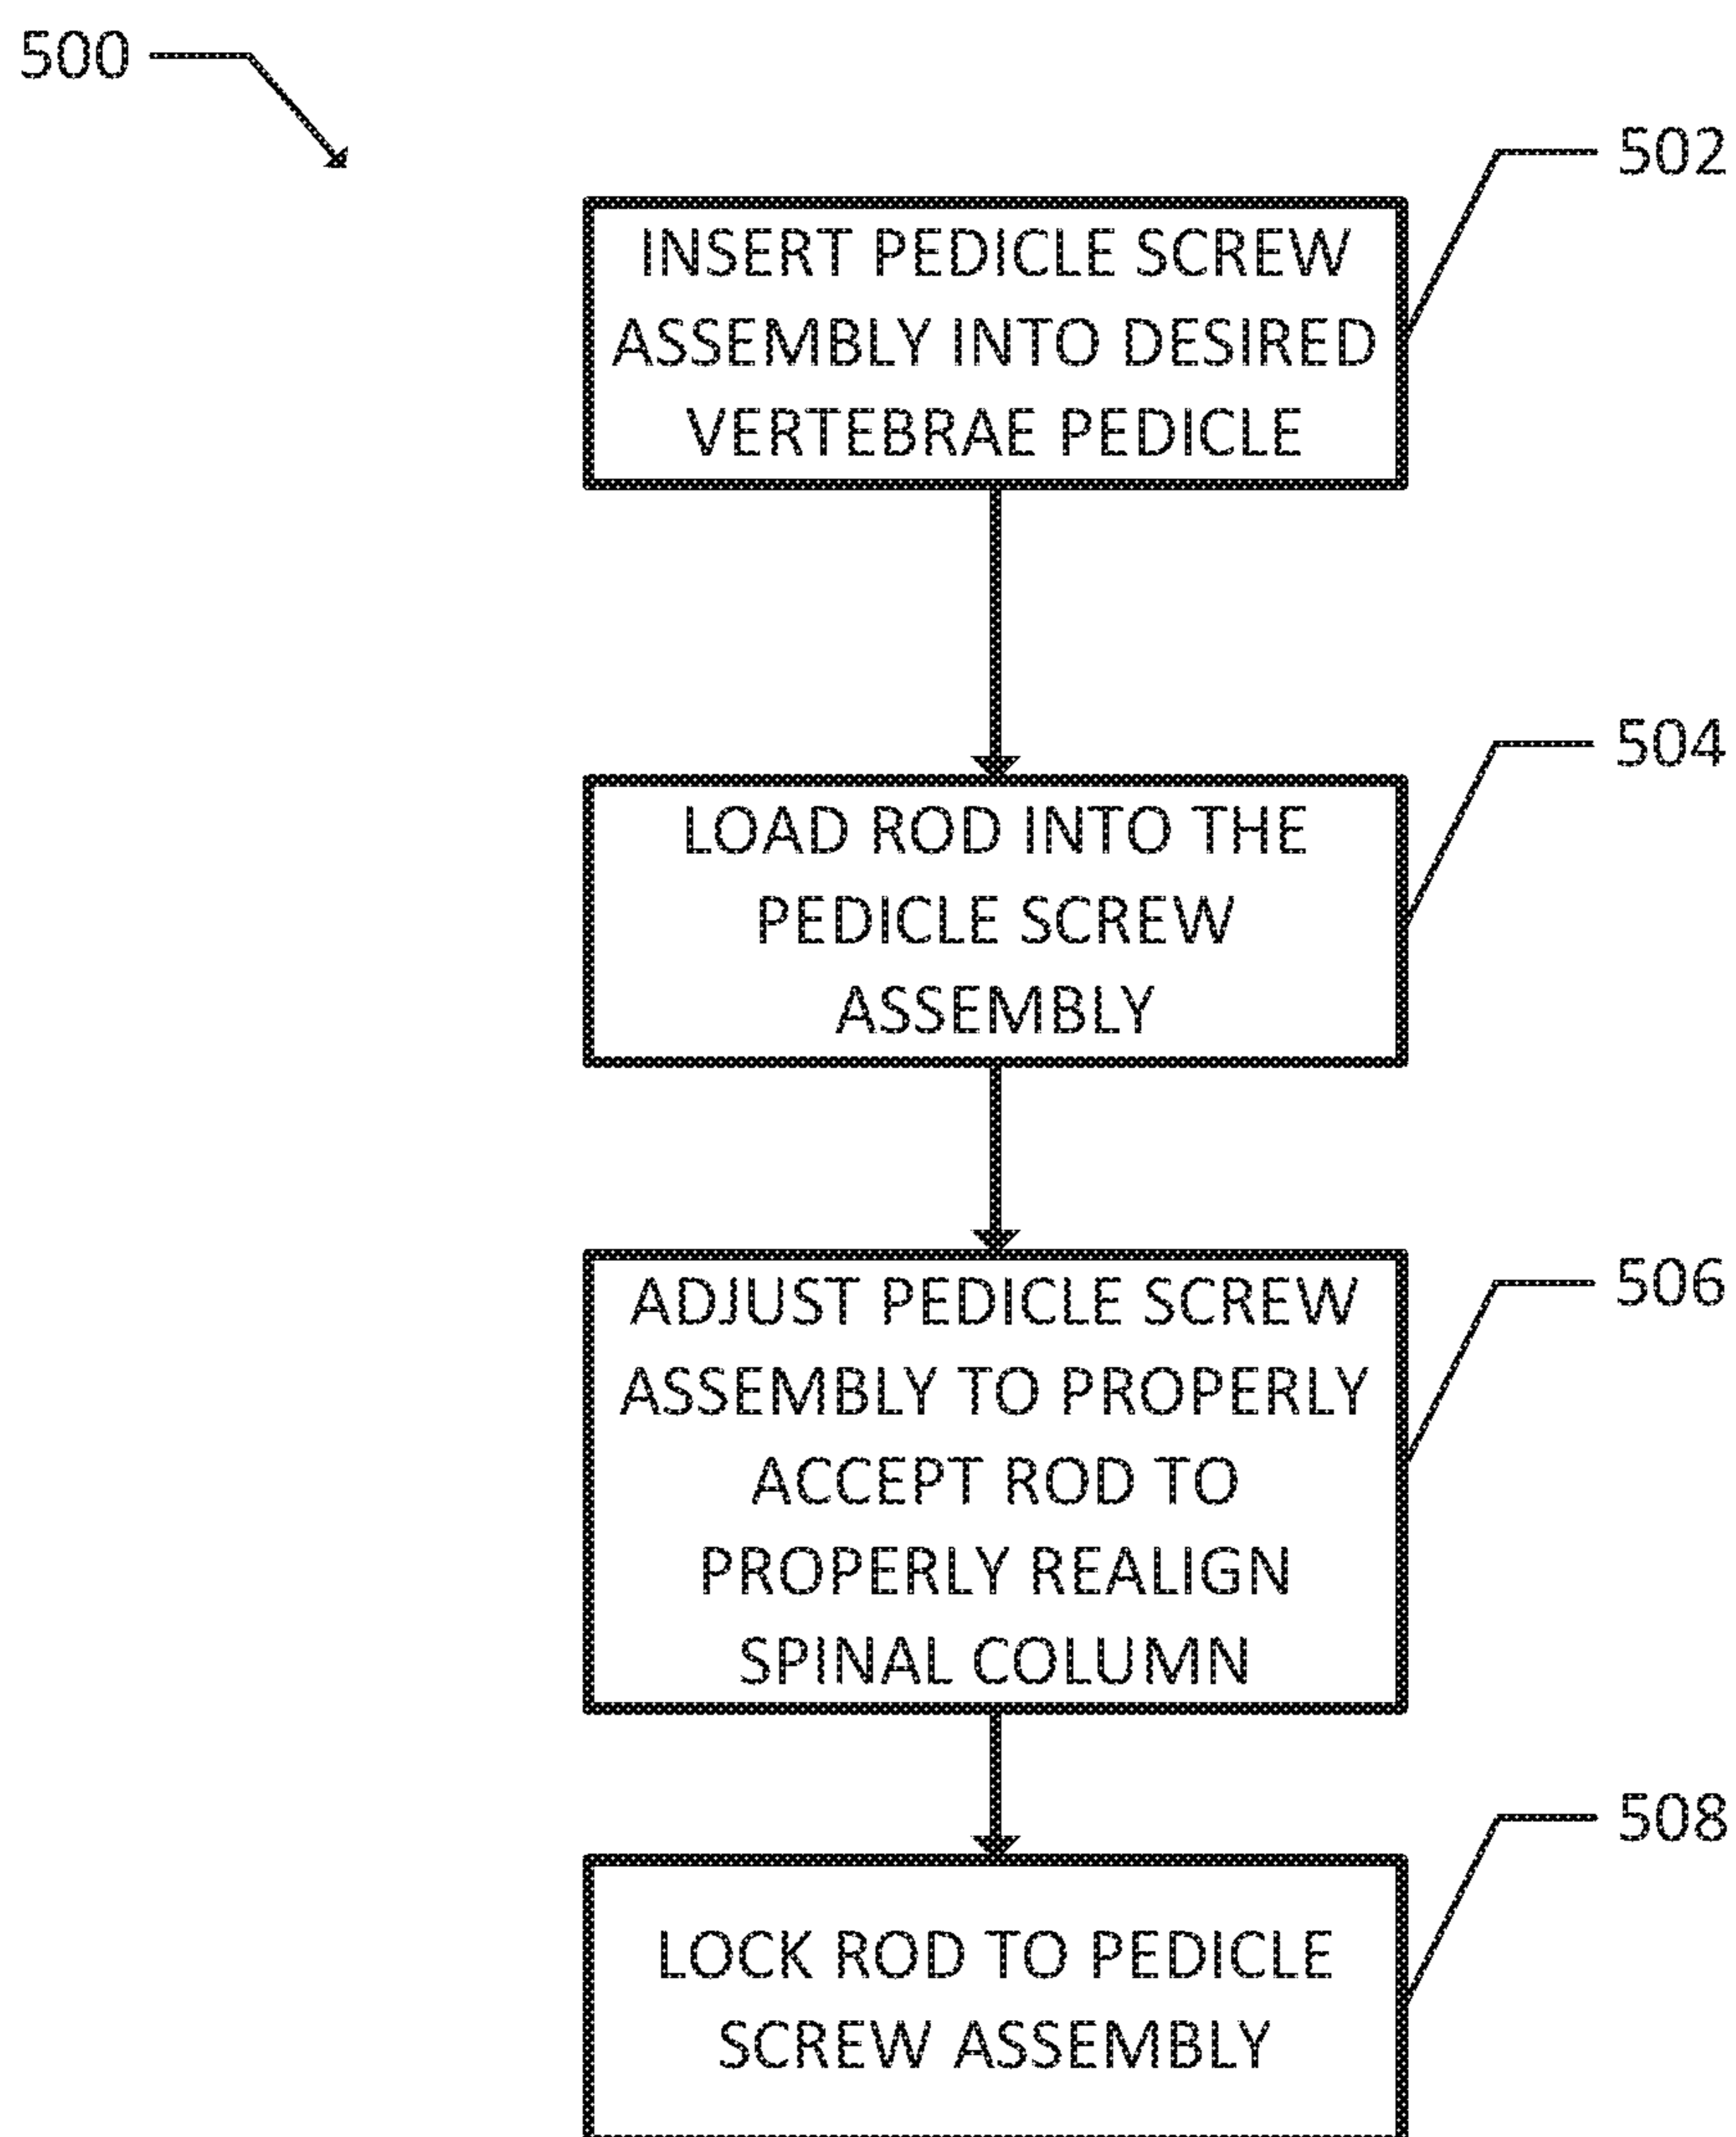 500
502
INSERT PEDICLE SCREW
ASSEMBLY INTO DESIRED
VERTEBRAE PEDICLE
504
LOAD ROD INTO THE
PEDICLE SCREW
ASSEMBLY
506
ADJUST PEDICLE SCREW
ASSEMBLY TO PROPERLY
ACCEPT ROD TO
PROPERLY REALIGN
SPINAL COLUMN
508
LOCK ROD TO PEDICLE
SCREW ASSEMBLY